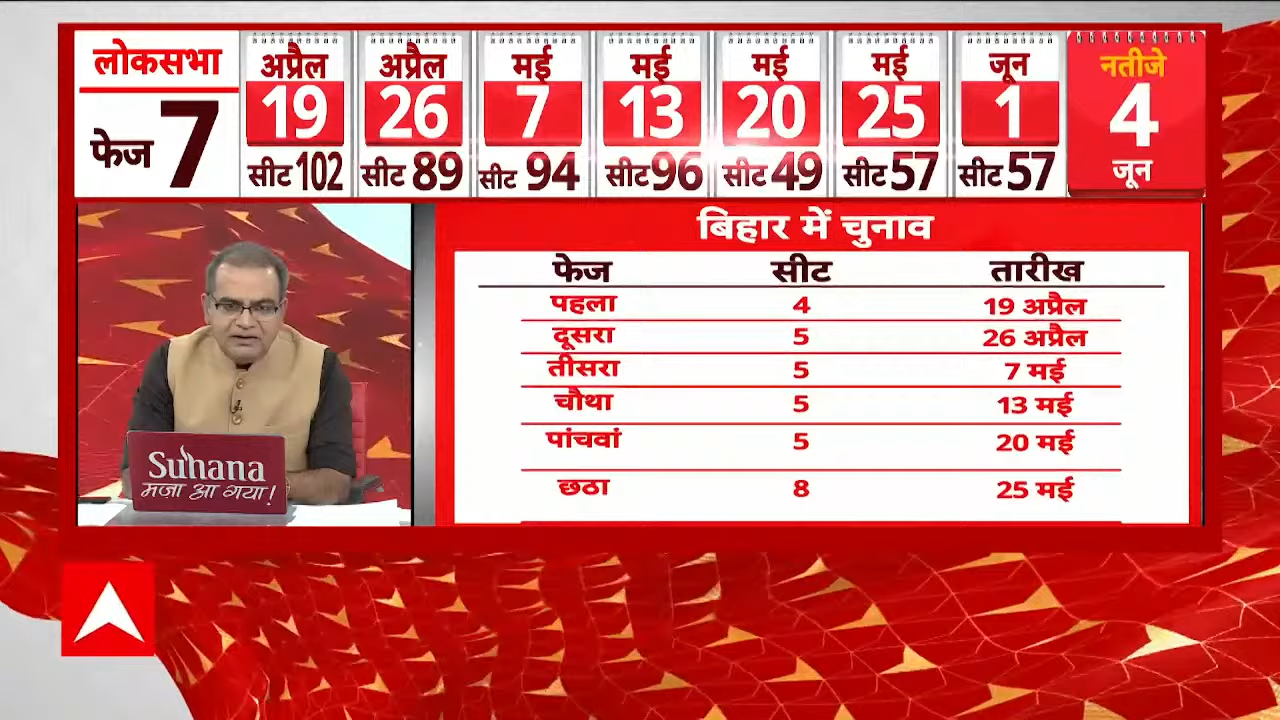 लोकसभा
फेज 7
अप्रैल
19
सीट 102
अप्रैल
26
सीट 89
मई
7
सीट 94
मई
13
सीट 96
मई
20
सीट 49
मई
25
सीट 57
जून
1
सीट 57
नतीजे
4
जून
बिहार में चुनाव
फेज सीट तारीख
पहला 4 19 अप्रैल
दूसरा 5 26 अप्रैल
तीसरा 5 7 मई
चौथा 5 13 मई
पांचवां 5 20 मई
छठा 8 25 मई
Suhana
मज़ा आ गया!